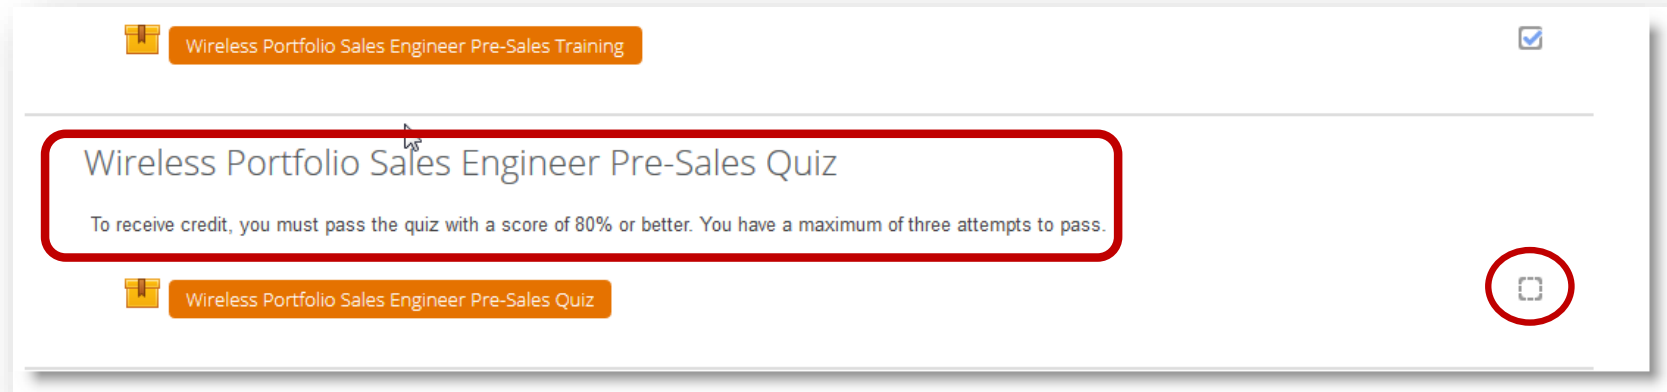 Wireless Portfolio Sales Engineer Pre-Sales Training
Wireless Portfolio Sales Engineer Pre-Sales Quiz
To receive credit, you must pass the quiz with a score of 80% or better. You have a maximum of three attempts to pass.
Wireless Portfolio Sales Engineer Pre-Sales Quiz